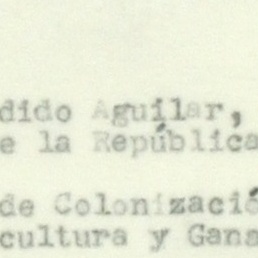 dido Aguilar,
e la República
de Colonizació
cultura y Gana